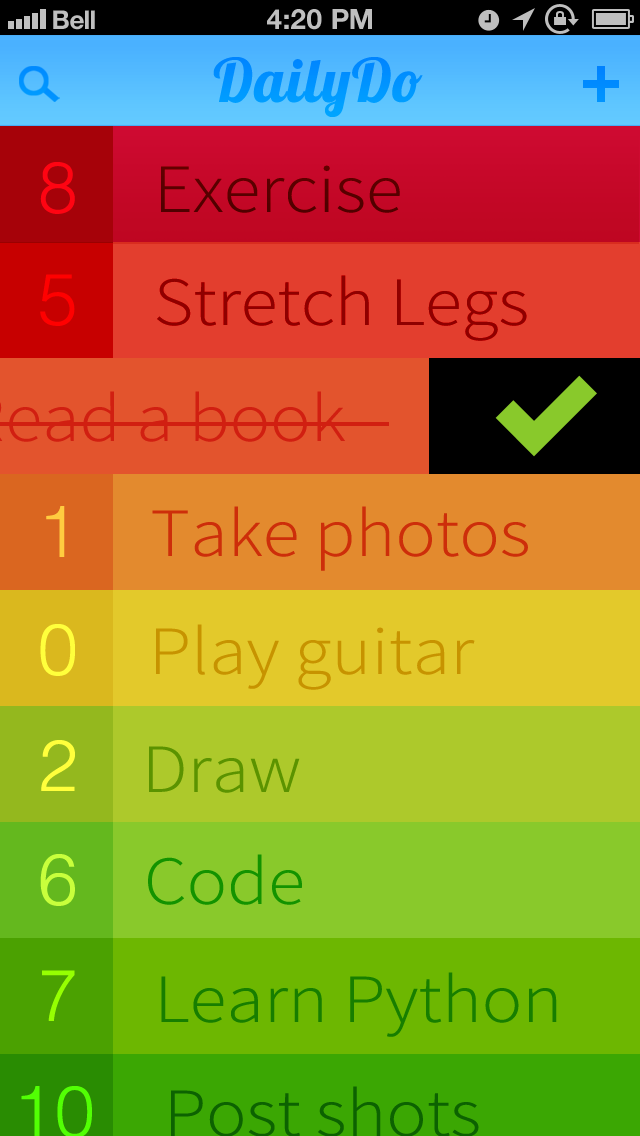 Bell 4:20 PM
DailyDo
8 Exercise
5 Stretch Legs
Read a book
1 Take photos
0 Play guitar
2 Draw
6 Code
7 Learn Python
10 Post shots